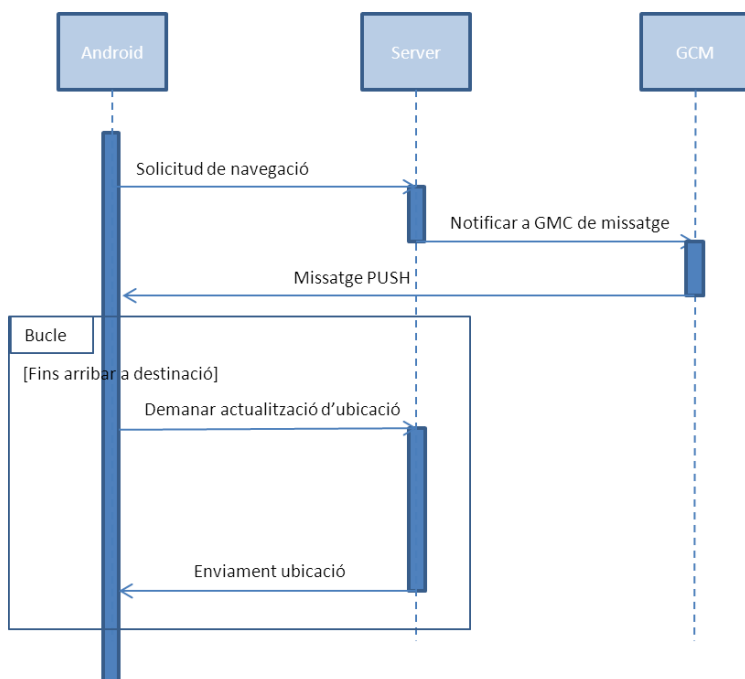 Android
Server
GCM
Solicitud de navegació
Notificar a GMC de missatge
Missatge PUSH
Bucle
[Fins arribar a destinació]
Demanar actualització d’ubicació
Enviament ubicació